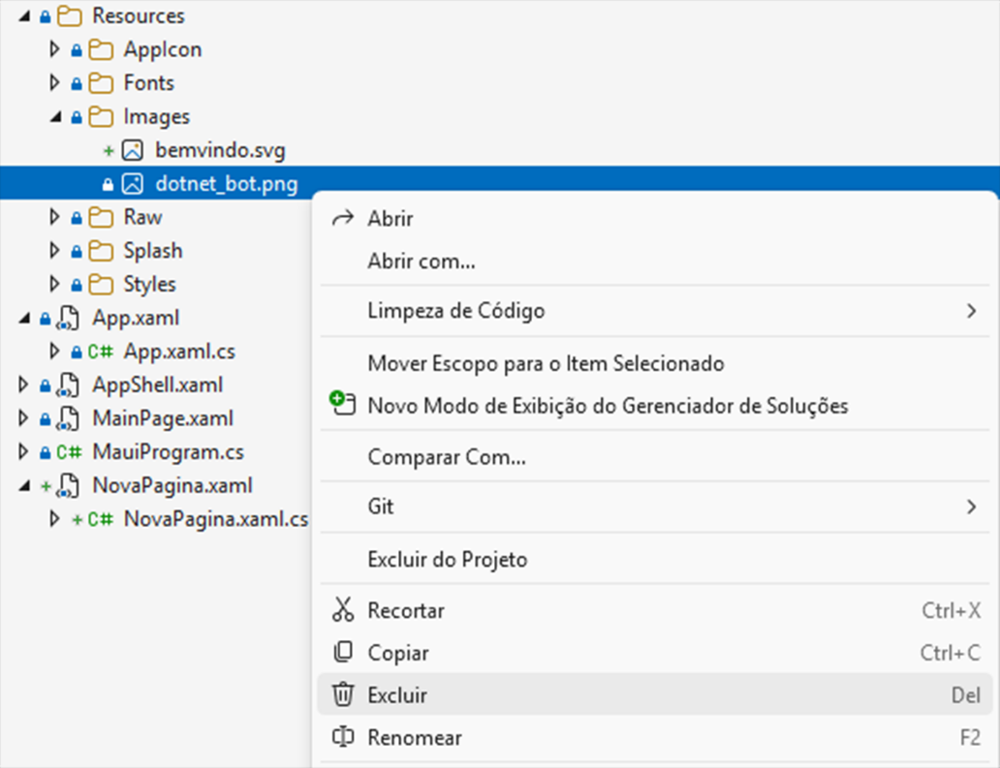 Resources
AppIcon
Fonts
Images
bemvindo.svg
dotnet_bot.png
Raw
Splash
Styles
App.xaml
C# App.xaml.cs
AppShell.xaml
MainPage.xaml
C# MauiProgram.cs
NovaPagina.xaml
C# NovaPagina.xaml.cs
Abrir
Abrir com...
Limpeza de Código
Mover Escopo para o Item Selecionado
Novo Modo de Exibição do Gerenciador de Soluções
Comparar Com...
Git
Excluir do Projeto
Recortar Ctrl+X
Copiar Ctrl+C
Excluir Del
Renomear F2